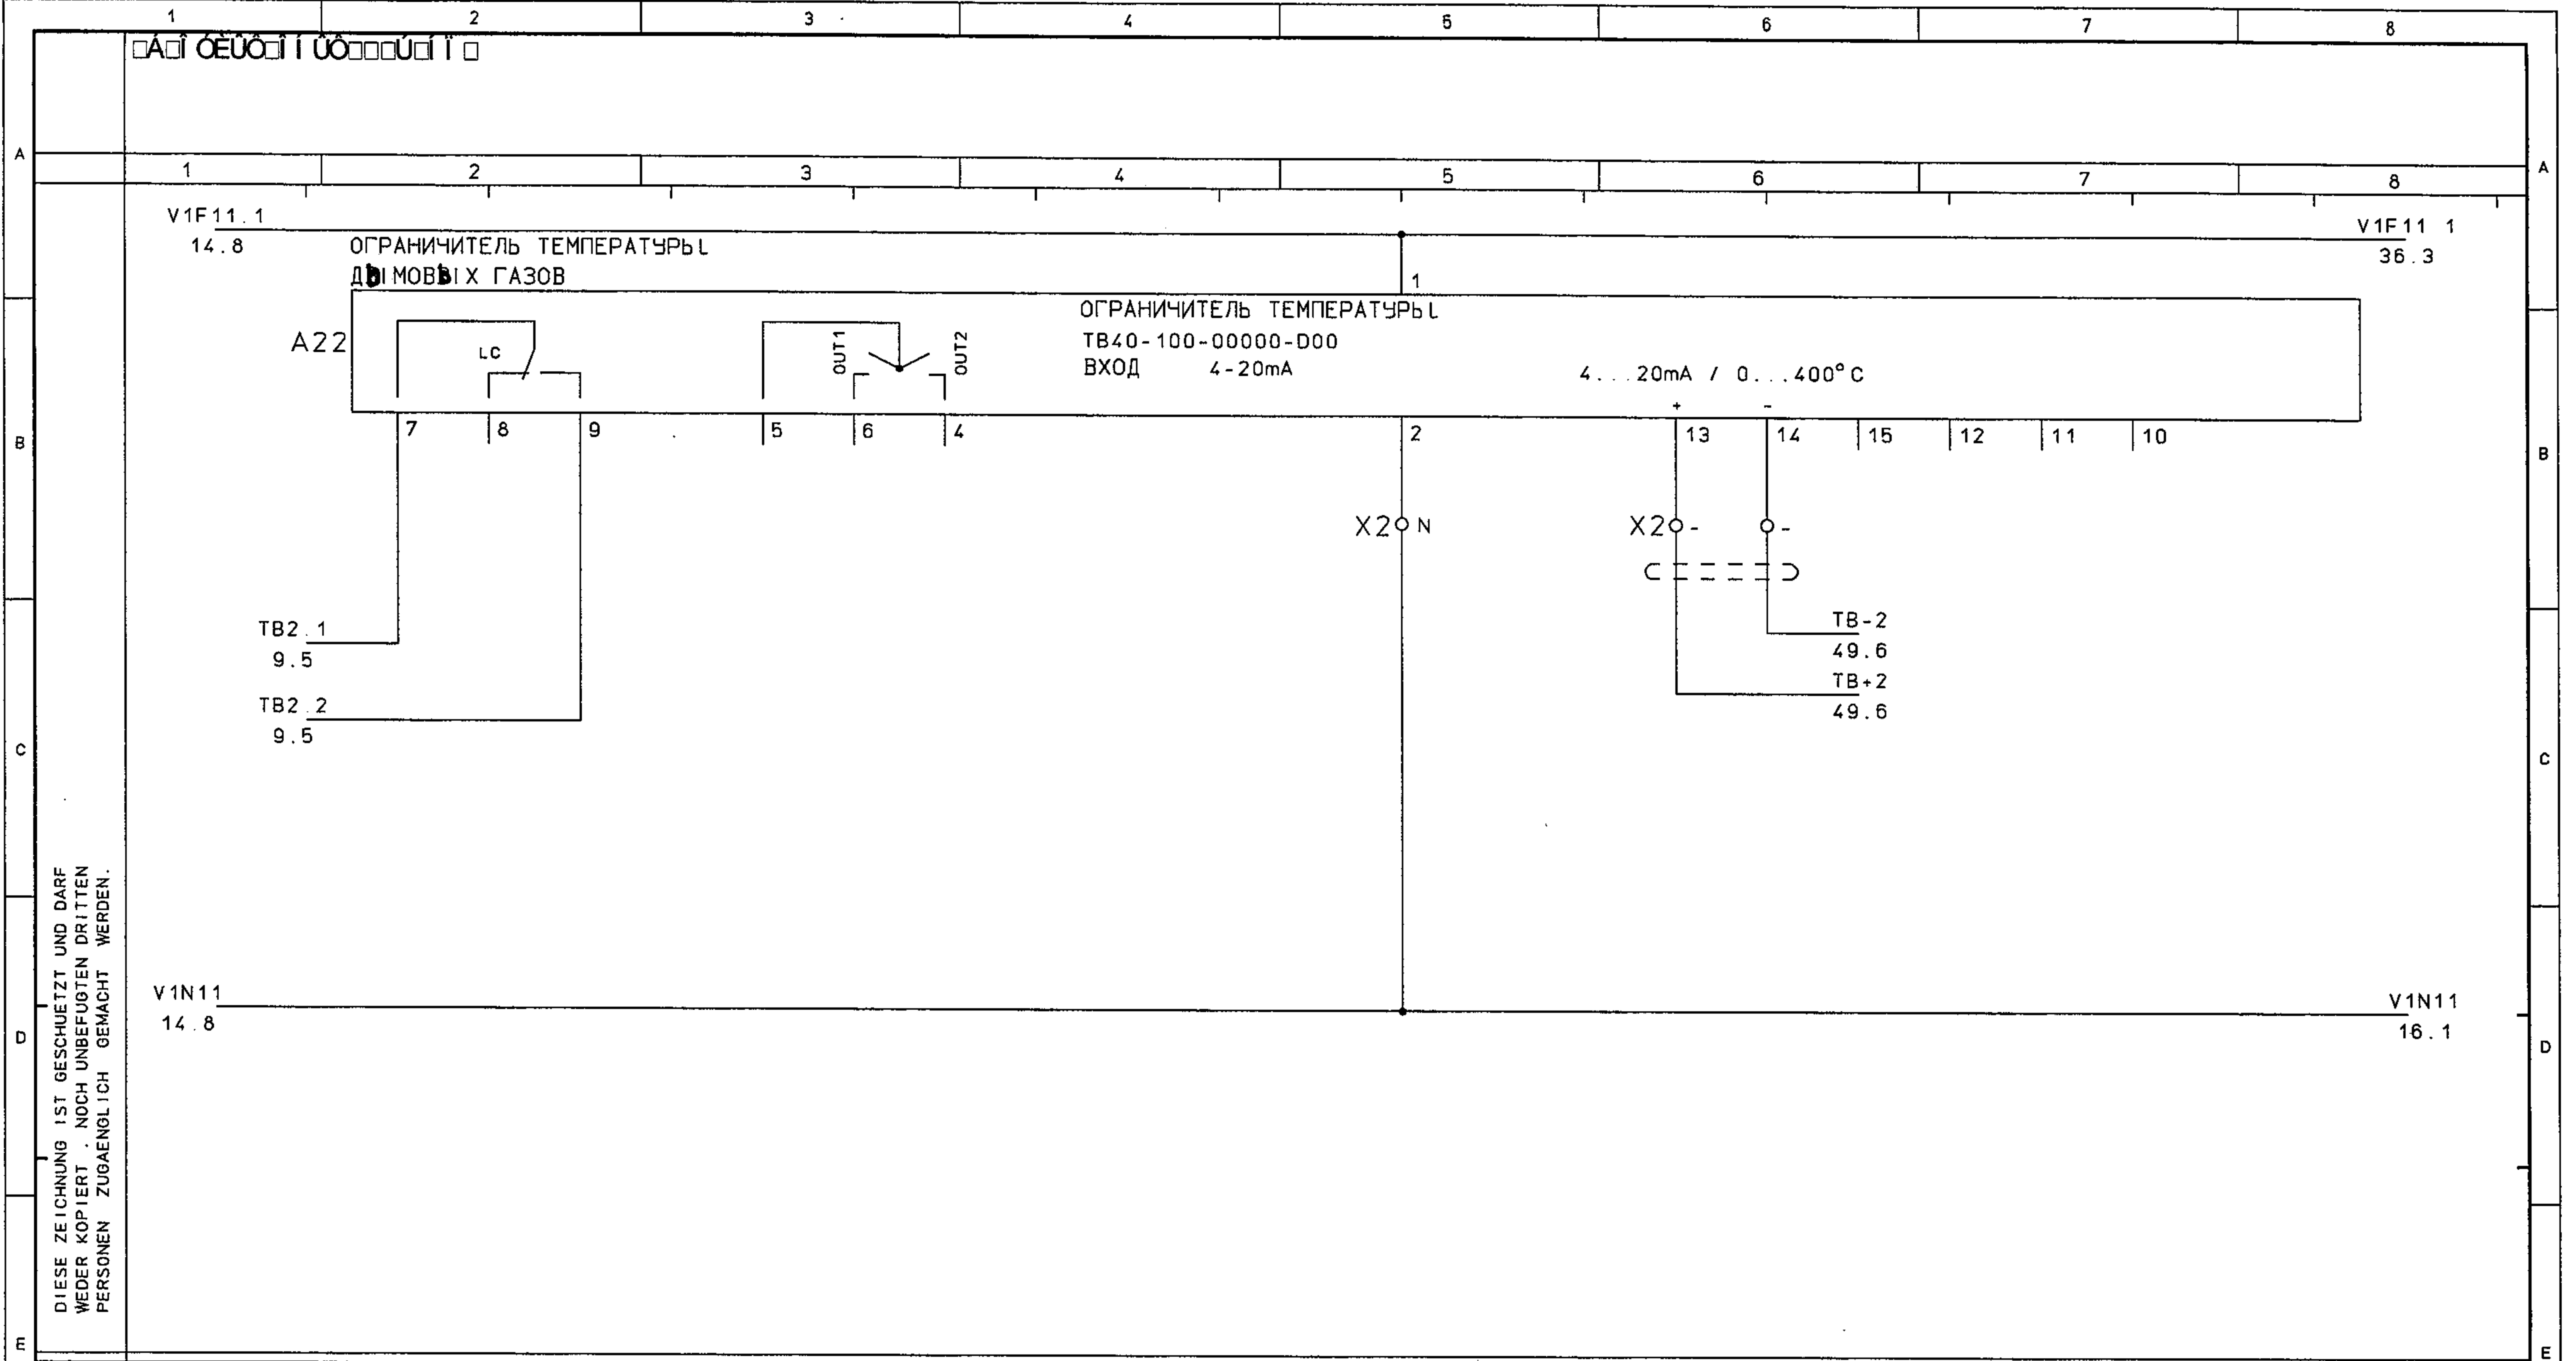 1 2 3 4 5 6 7 8
A
1 2 3 4 5 6 7 8
A
V1F11.1
14.8
V1F11 1
36.3
ОГРАНИЧИТЕЛЬ ТЕМПЕРАТУРЫ
ДЫМОВЫХ ГАЗОВ
1
ОГРАНИЧИТЕЛЬ ТЕМПЕРАТУРЫ
A22
LC
OUT1
OUT2
TB40-100-00000-D00
ВХОД 4-20mA
4...20mA / 0...400°C
+ -
7 8 9 5 6 4 2 13 14 15 12 11 10
B
B
X2 N
X2 - -
TB2.1
9.5
TB-2
49.6
TB+2
49.6
TB2.2
9.5
C
C
DIESE ZEICHNUNG IST GESCHUETZT UND DARF
WEDER KOPIERT . NOCH UNBEFUGTEN DRITTEN
PERSONEN ZUGAENGLICH GEMACHT WERDEN.
V1N11
14.8
V1N11
16.1
D
D
E
E